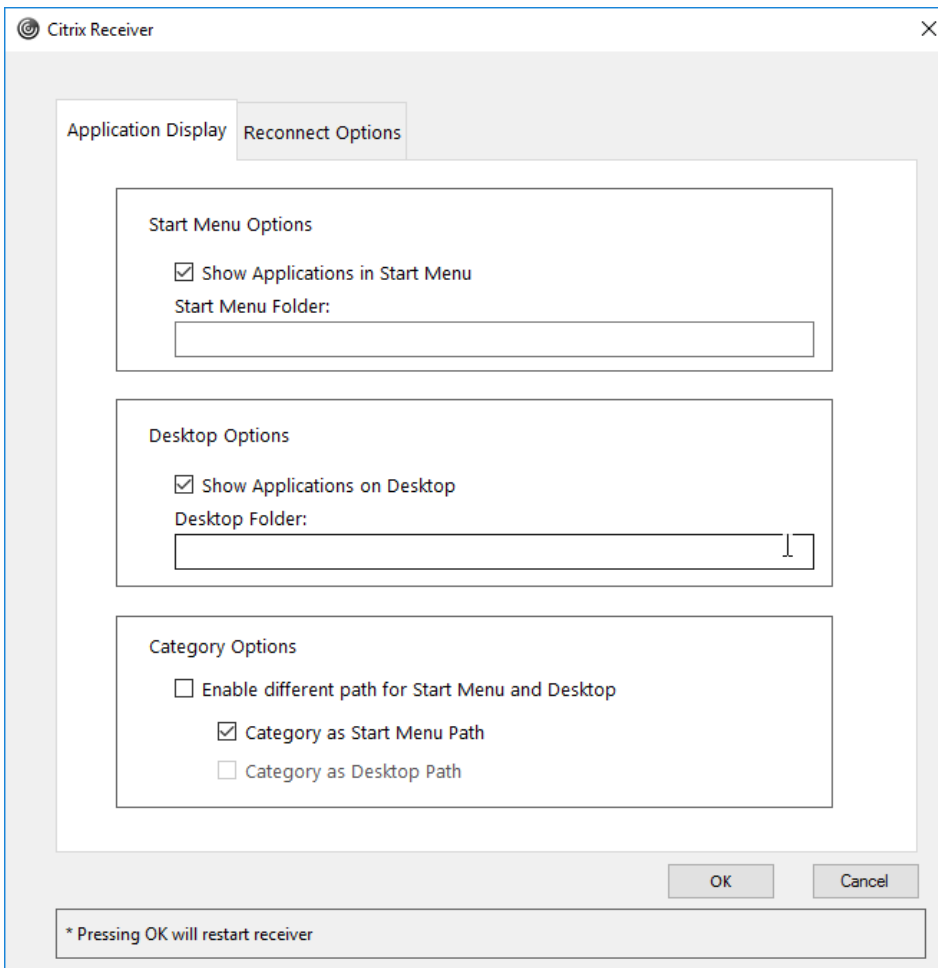 Citrix Receiver
Application Display
Reconnect Options
Start Menu Options
Show Applications in Start Menu
Start Menu Folder:
Desktop Options
Show Applications on Desktop
Desktop Folder:
Category Options
Enable different path for Start Menu and Desktop
Category as Start Menu Path
Category as Desktop Path
OK
Cancel
* Pressing OK will restart receiver